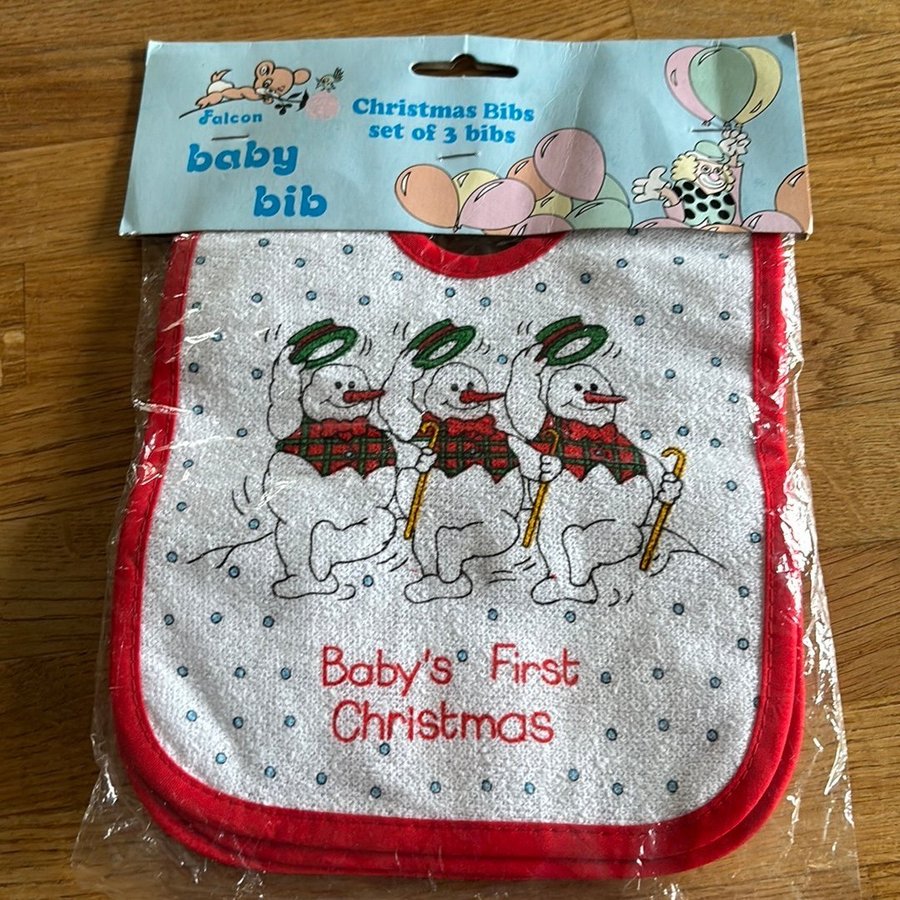 Falcon
baby
bib
Christmas Bibs
set of 3 bibs
Baby's First
Christmas